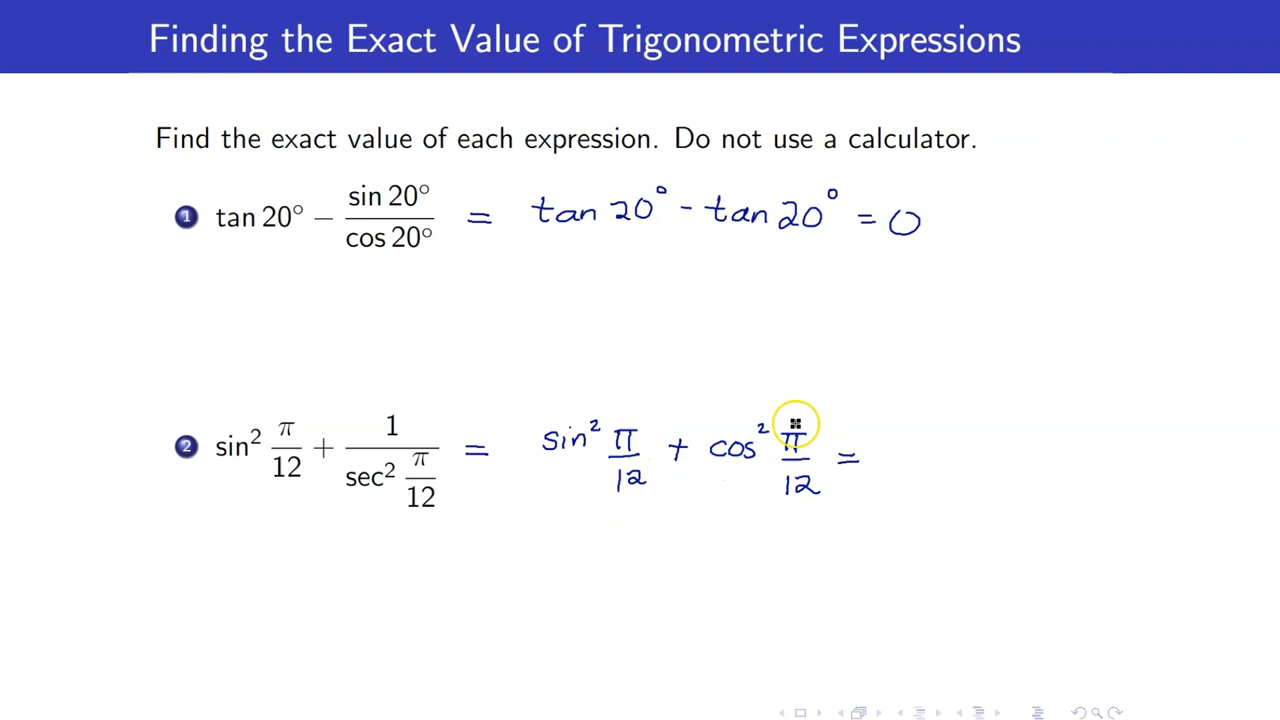 Finding the Exact Value of Trigonometric Expressions
Find the exact value of each expression. Do not use a calculator.
1 tan 20° − sin 20° / cos 20° = tan 20° - tan 20° = 0
2 sin² π/12 + 1 / sec² π/12 = sin² π/12 + cos² π/12 =